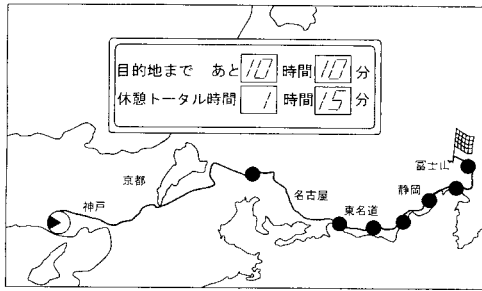 目的地まで あと 10 時間 10 分
休憩トータル時間 1 時間 15 分
富士山
京都
静岡
神戸
名古屋
東名道